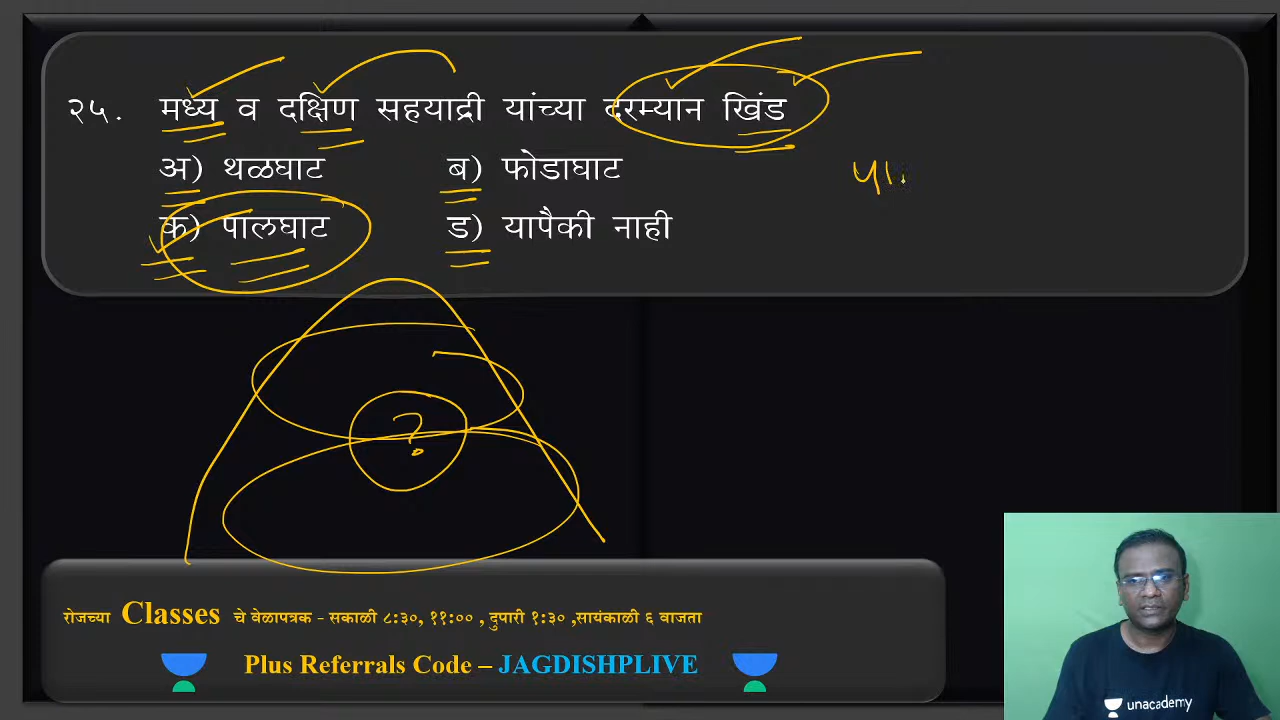 २५. मध्य व दक्षिण सहयाद्री यांच्या दरम्यान खिंड
अ) थळघाट ब) फोडाघाट
पा
क) पालघाट ड) यापैकी नाही
?
रोजच्या Classes चे वेळापत्रक - सकाळी ८:३०, ११:०० , दुपारी १:३० ,सायंकाळी ६ वाजता
Plus Referrals Code – JAGDISHPLIVE
unacademy